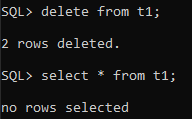 SQL> delete from t1;
2 rows deleted.
SQL> select * from t1;
no rows selected